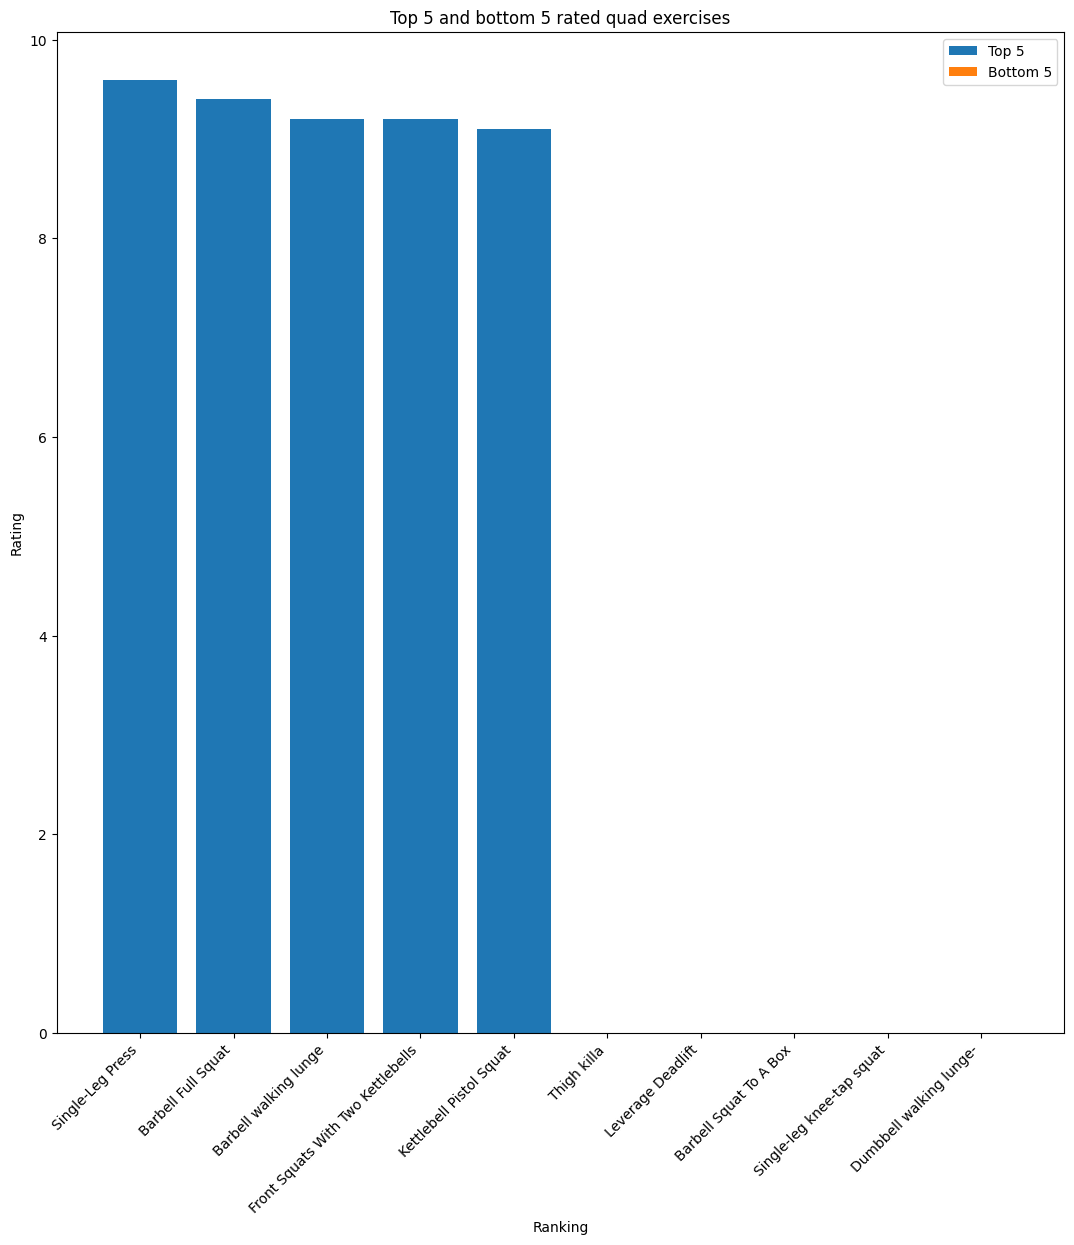 Top 5 and bottom 5 rated quad exercises
Top 5
Bottom 5
10
8
6
4
2
0
Rating
Single-Leg Press
Barbell Full Squat
Barbell walking lunge
Front Squats With Two Kettlebells
Kettlebell Pistol Squat
Thigh killa
Leverage Deadlift
Barbell Squat To A Box
Single-leg knee-tap squat
Dumbbell walking lunge-
Ranking